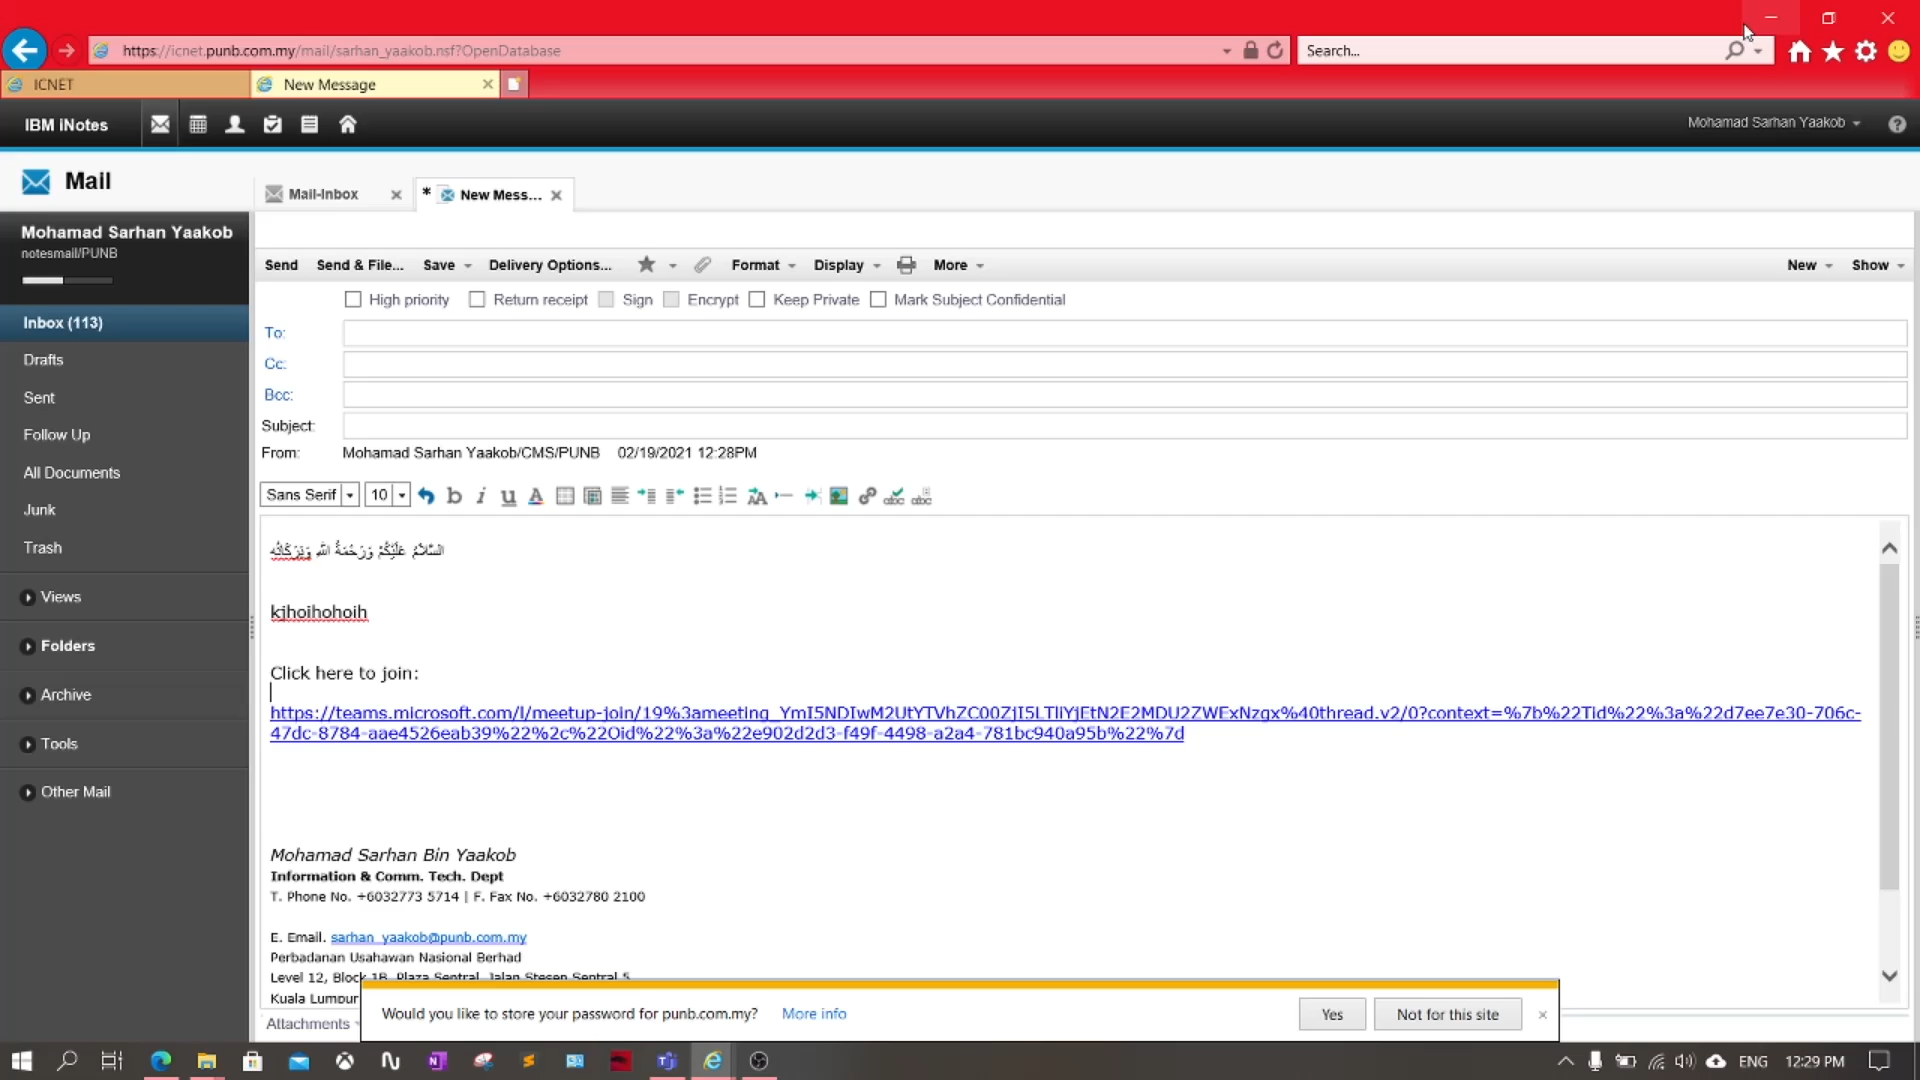 https://icnet.punb.com.my/mail/sarhan_yaakob.nsf?OpenDatabase
Search...
ICNET
New Message
IBM iNotes
Mohamad Sarhan Yaakob
Mail
Mail-Inbox
* New Mess...
Mohamad Sarhan Yaakob
notesmail/PUNB
Send
Send & File...
Save
Delivery Options...
Format
Display
More
New
Show
High priority
Return receipt
Sign
Encrypt
Keep Private
Mark Subject Confidential
Inbox (113)
Drafts
Sent
Follow Up
All Documents
Junk
Trash
Views
Folders
Archive
Tools
Other Mail
To:
Cc:
Bcc:
Subject:
From: Mohamad Sarhan Yaakob/CMS/PUNB 02/19/2021 12:28PM
Sans Serif
10
السَّلَامُ عَلَيْكُمْ وَرَحْمَةُ اللهِ وَبَرَكَاتُه
kjhoihohoih
Click here to join:
https://teams.microsoft.com/l/meetup-join/19%3ameeting_YmI5NDIwM2UtYTVhZC00ZjI5LTliYjEtN2E2MDU2ZWExNzgx%40thread.v2/0?context=%7b%22Tid%22%3a%22d7ee7e30-706c-
47dc-8784-aae4526eab39%22%2c%22Oid%22%3a%22e902d2d3-f49f-4498-a2a4-781bc940a95b%22%7d
Mohamad Sarhan Bin Yaakob
Information & Comm. Tech. Dept
T. Phone No. +6032773 5714 | F. Fax No. +6032780 2100
E. Email. sarhan_yaakob@punb.com.my
Perbadanan Usahawan Nasional Berhad
Level 12, Block 1B, Plaza Sentral, Jalan Stesen Sentral 5
Kuala Lumpur
Attachments
Would you like to store your password for punb.com.my?
More info
Yes
Not for this site
ENG
12:29 PM